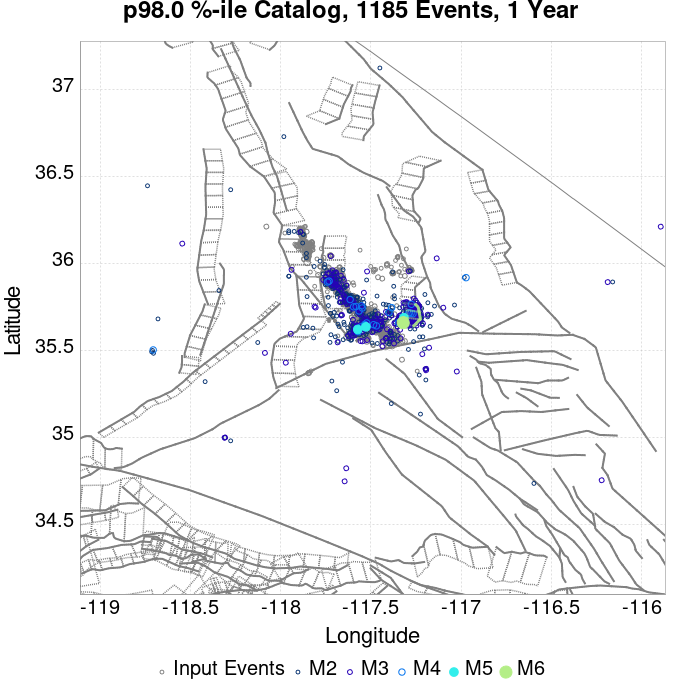 p98.0 %-ile Catalog, 1185 Events, 1 Year
37
36.5
36
35.5
35
34.5
Latitude
-119 -118.5 -118 -117.5 -117 -116.5 -116
Longitude
Input Events M2 M3 M4 M5 M6